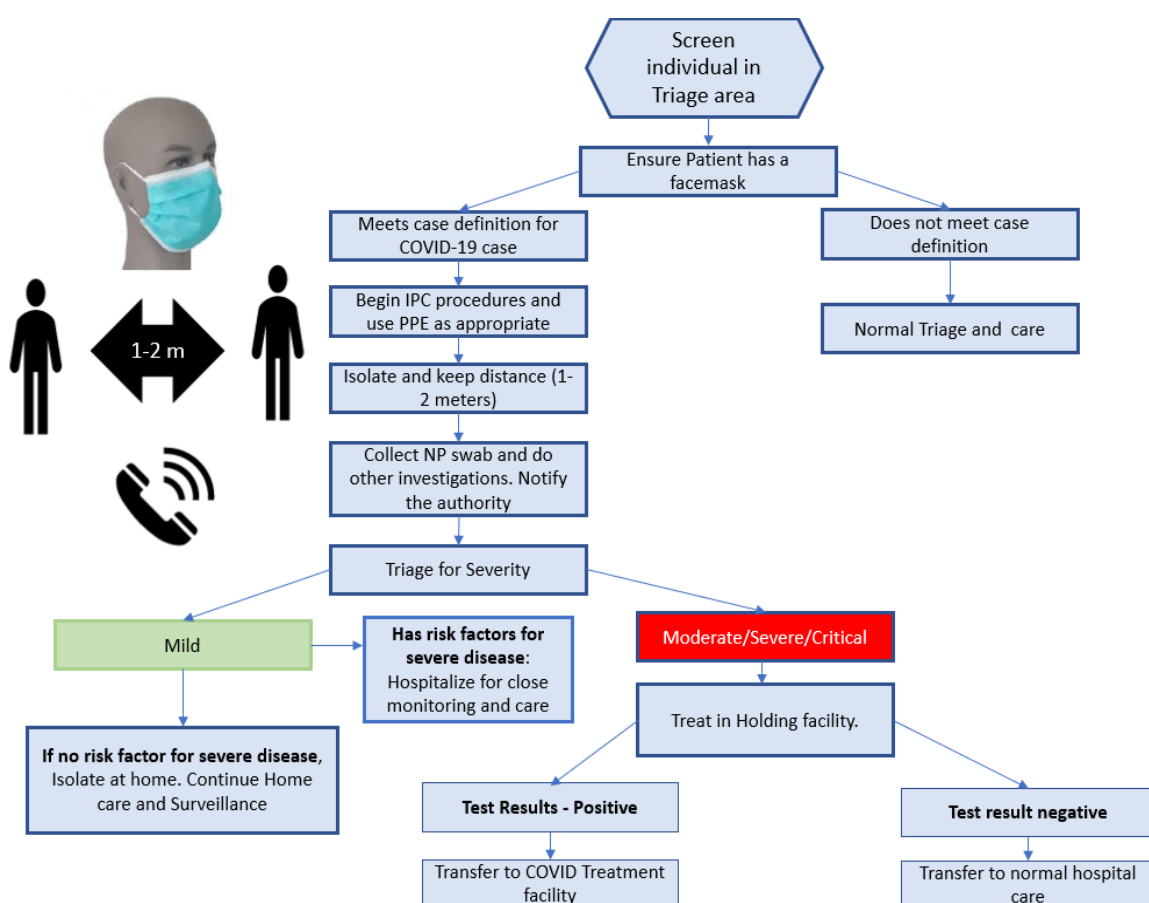 Screen
individual in
Triage area
Ensure Patient has a
facemask
Meets case definition for
COVID-19 case
Does not meet case
definition
Begin IPC procedures and
use PPE as appropriate
Normal Triage and  care
1-2 m
Isolate and keep distance (1-
2 meters)
Collect NP swab and do
other investigations. Notify
the authority
Triage for Severity
Mild
Has risk factors for
severe disease:
Hospitalize for close
monitoring and care
Moderate/Severe/Critical
If no risk factor for severe disease,
Isolate at home. Continue Home
care and Surveillance
Treat in Holding facility.
Test Results - Positive
Test result negative
Transfer to COVID Treatment
facility
Transfer to normal hospital
care